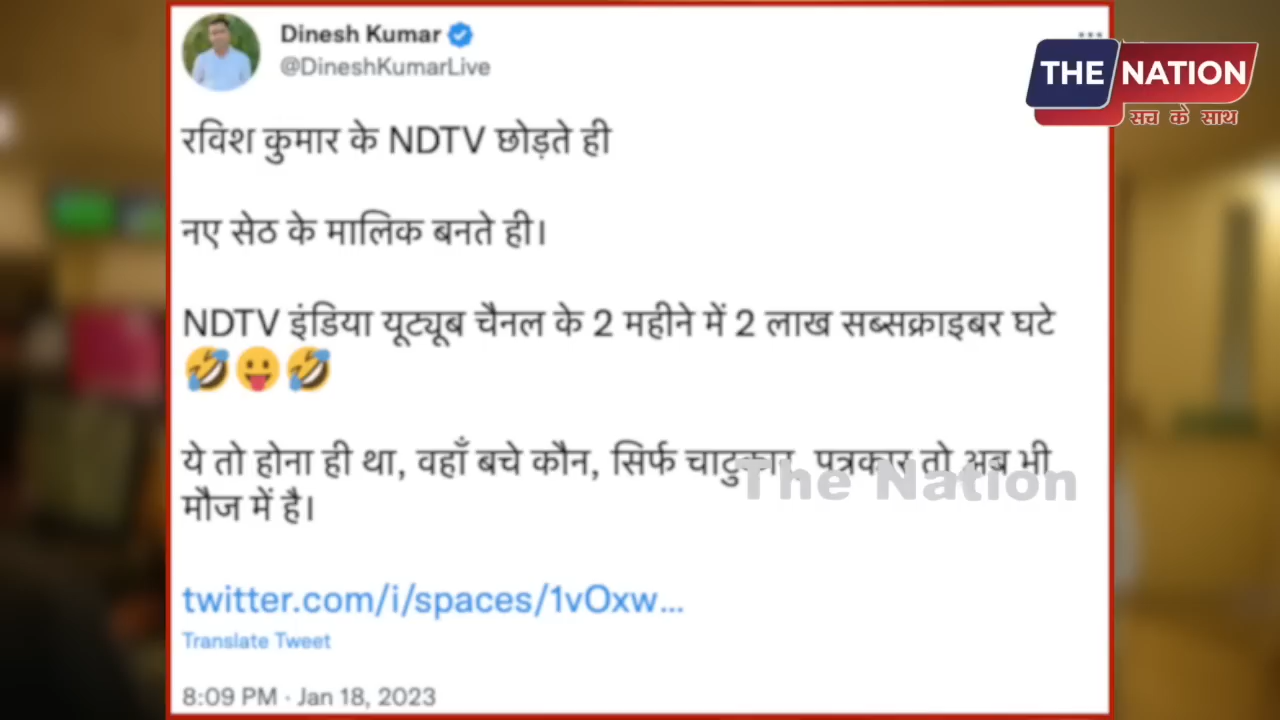 Dinesh Kumar
@DineshKumarLive
THE NATION
सच के साथ
रविश कुमार के NDTV छोड़ते ही
नए सेठ के मालिक बनते ही।
NDTV इंडिया यूट्यूब चैनल के 2 महीने में 2 लाख सब्सक्राइबर घटे
🤣😛🤣
ये तो होना ही था, वहाँ बचे कौन, सिर्फ चाटुकार, पत्रकार तो अब भी
मौज में है।
The Nation
twitter.com/i/spaces/1vOxw...
Translate Tweet
8:09 PM · Jan 18, 2023